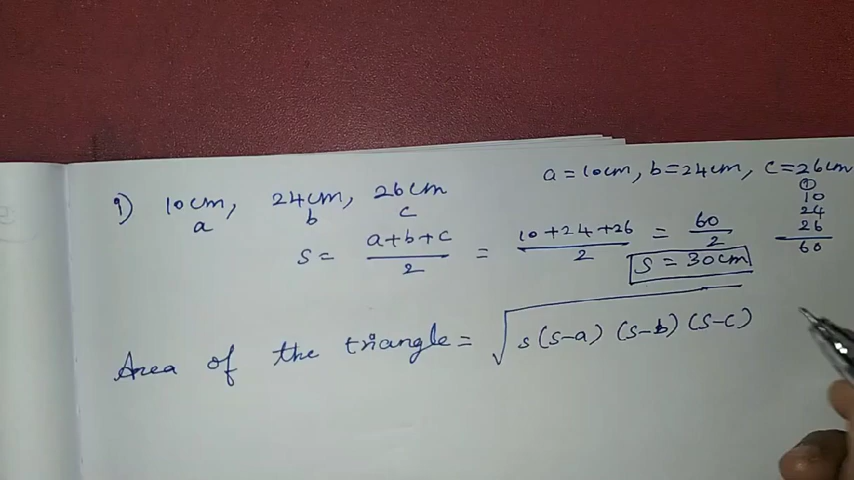 i) 10cm, 24cm, 26cm
a b c
a = 10cm, b = 24cm, c = 26cm
S = a+b+c / 2 = 10+24+26 / 2 = 60 / 2
S = 30cm
①
10
24
26
60
Area of the triangle = √s(s-a) (s-b) (s-c)